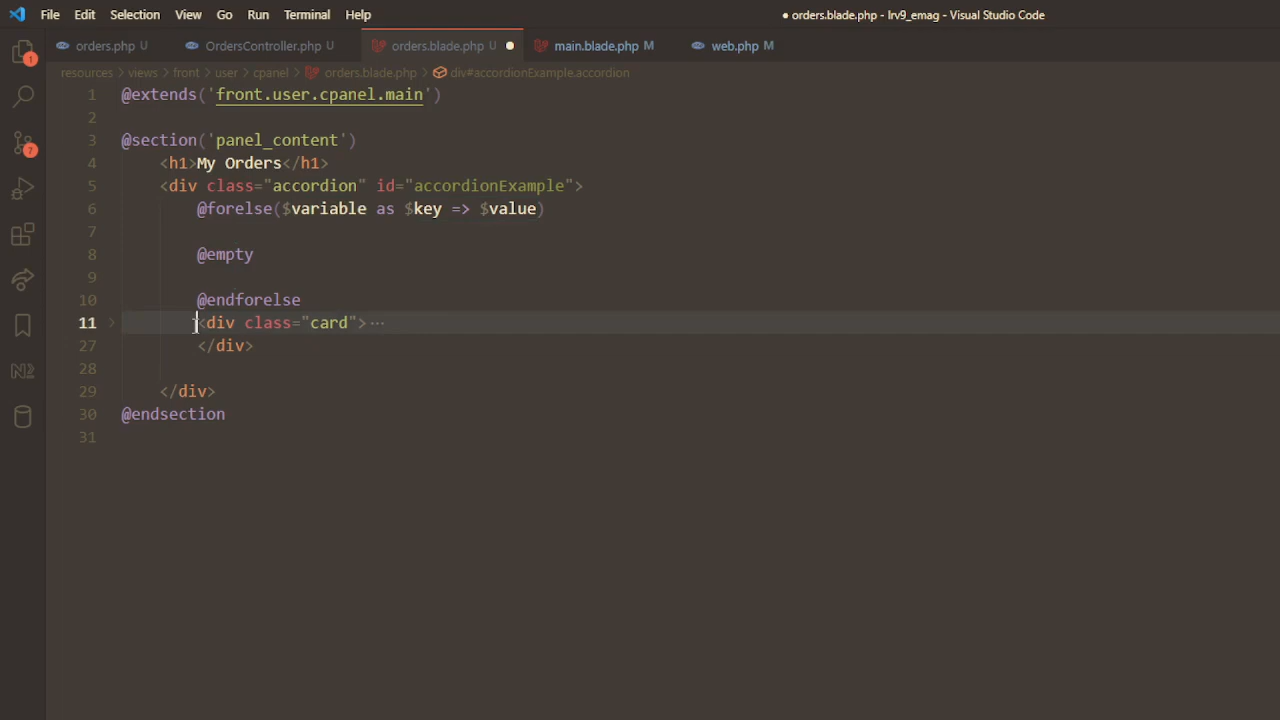 File Edit Selection View Go Run Terminal Help
● orders.blade.php - lrv9_emag - Visual Studio Code
orders.php U OrdersController.php U orders.blade.php U ● main.blade.php M web.php M
resources > views > front > user > cpanel > orders.blade.php > div#accordionExample.accordion
1 @extends('front.user.cpanel.main')
2
3 @section('panel_content')
4 <h1>My Orders</h1>
5 <div class="accordion" id="accordionExample">
6 @forelse($variable as $key => $value)
7
8 @empty
9
10 @endforelse
11 <div class="card">···
27 </div>
28
29 </div>
30 @endsection
31
1
7